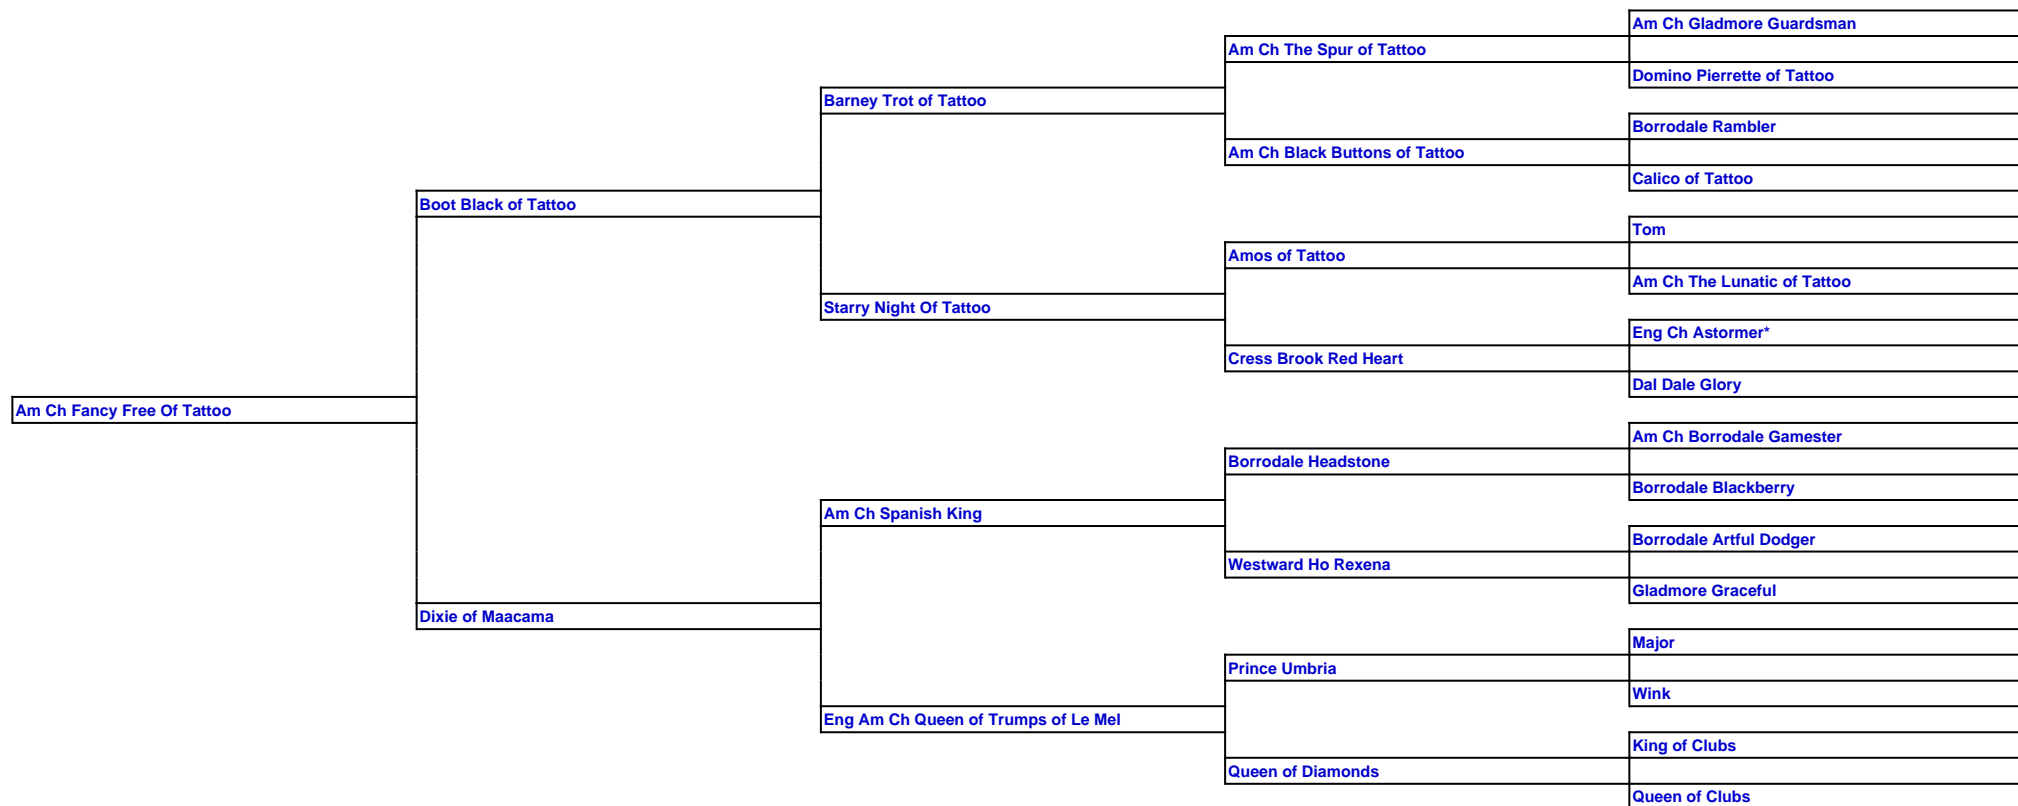 Am Ch Gladmore Guardsman
Am Ch The Spur of Tattoo
Domino Pierrette of Tattoo
Barney Trot of Tattoo
Borrodale Rambler
Am Ch Black Buttons of Tattoo
Calico of Tattoo
Boot Black of Tattoo
Tom
Amos of Tattoo
Am Ch The Lunatic of Tattoo
Starry Night Of Tattoo
Eng Ch Astormer*
Cress Brook Red Heart
Dal Dale Glory
Am Ch Fancy Free Of Tattoo
Am Ch Borrodale Gamester
Borrodale Headstone
Borrodale Blackberry
Am Ch Spanish King
Borrodale Artful Dodger
Westward Ho Rexena
Gladmore Graceful
Dixie of Maacama
Major
Prince Umbria
Wink
Eng Am Ch Queen of Trumps of Le Mel
King of Clubs
Queen of Diamonds
Queen of Clubs